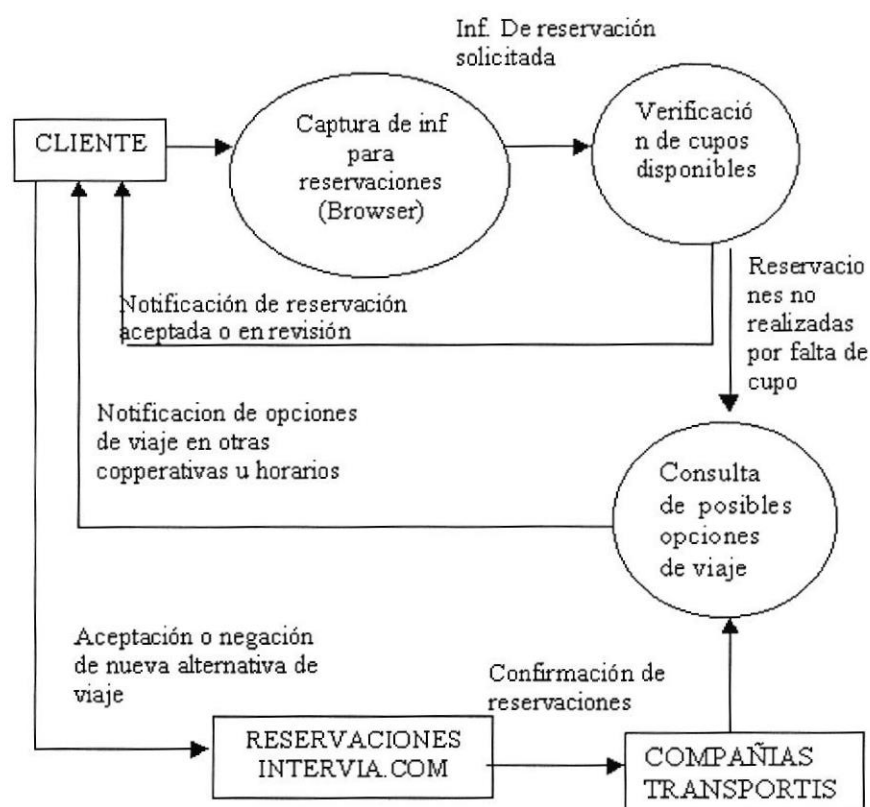 Inf. De reservación
solicitada
CLIENTE
Captura de inf
para
reservaciones
(Browser)
Verificació
n de cupos
disponibles
Notificación de reservación
aceptada o en revisión
Reservacio
nes no
realizadas
por falta de
cupo
Notificacion de opciones
de viaje en otras
copperativas u horarios
Consulta
de posibles
opciones
de viaje
Aceptación o negación
de nueva alternativa de
viaje
Confirmación de
reservaciones
RESERVACIONES
INTERVIA.COM
COMPAÑIAS
TRANSPORTIS